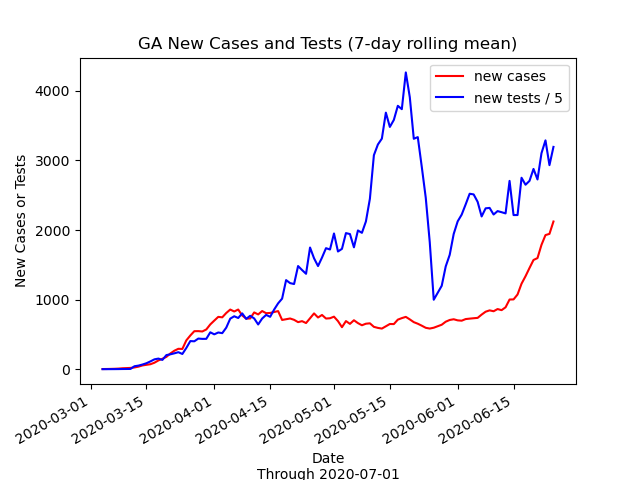 GA New Cases and Tests (7-day rolling mean)
new cases
new tests / 5
New Cases or Tests
4000
3000
2000
1000
0
2020-03-01
2020-03-15
2020-04-01
2020-04-15
2020-05-01
2020-05-15
2020-06-01
2020-06-15
Date
Through 2020-07-01